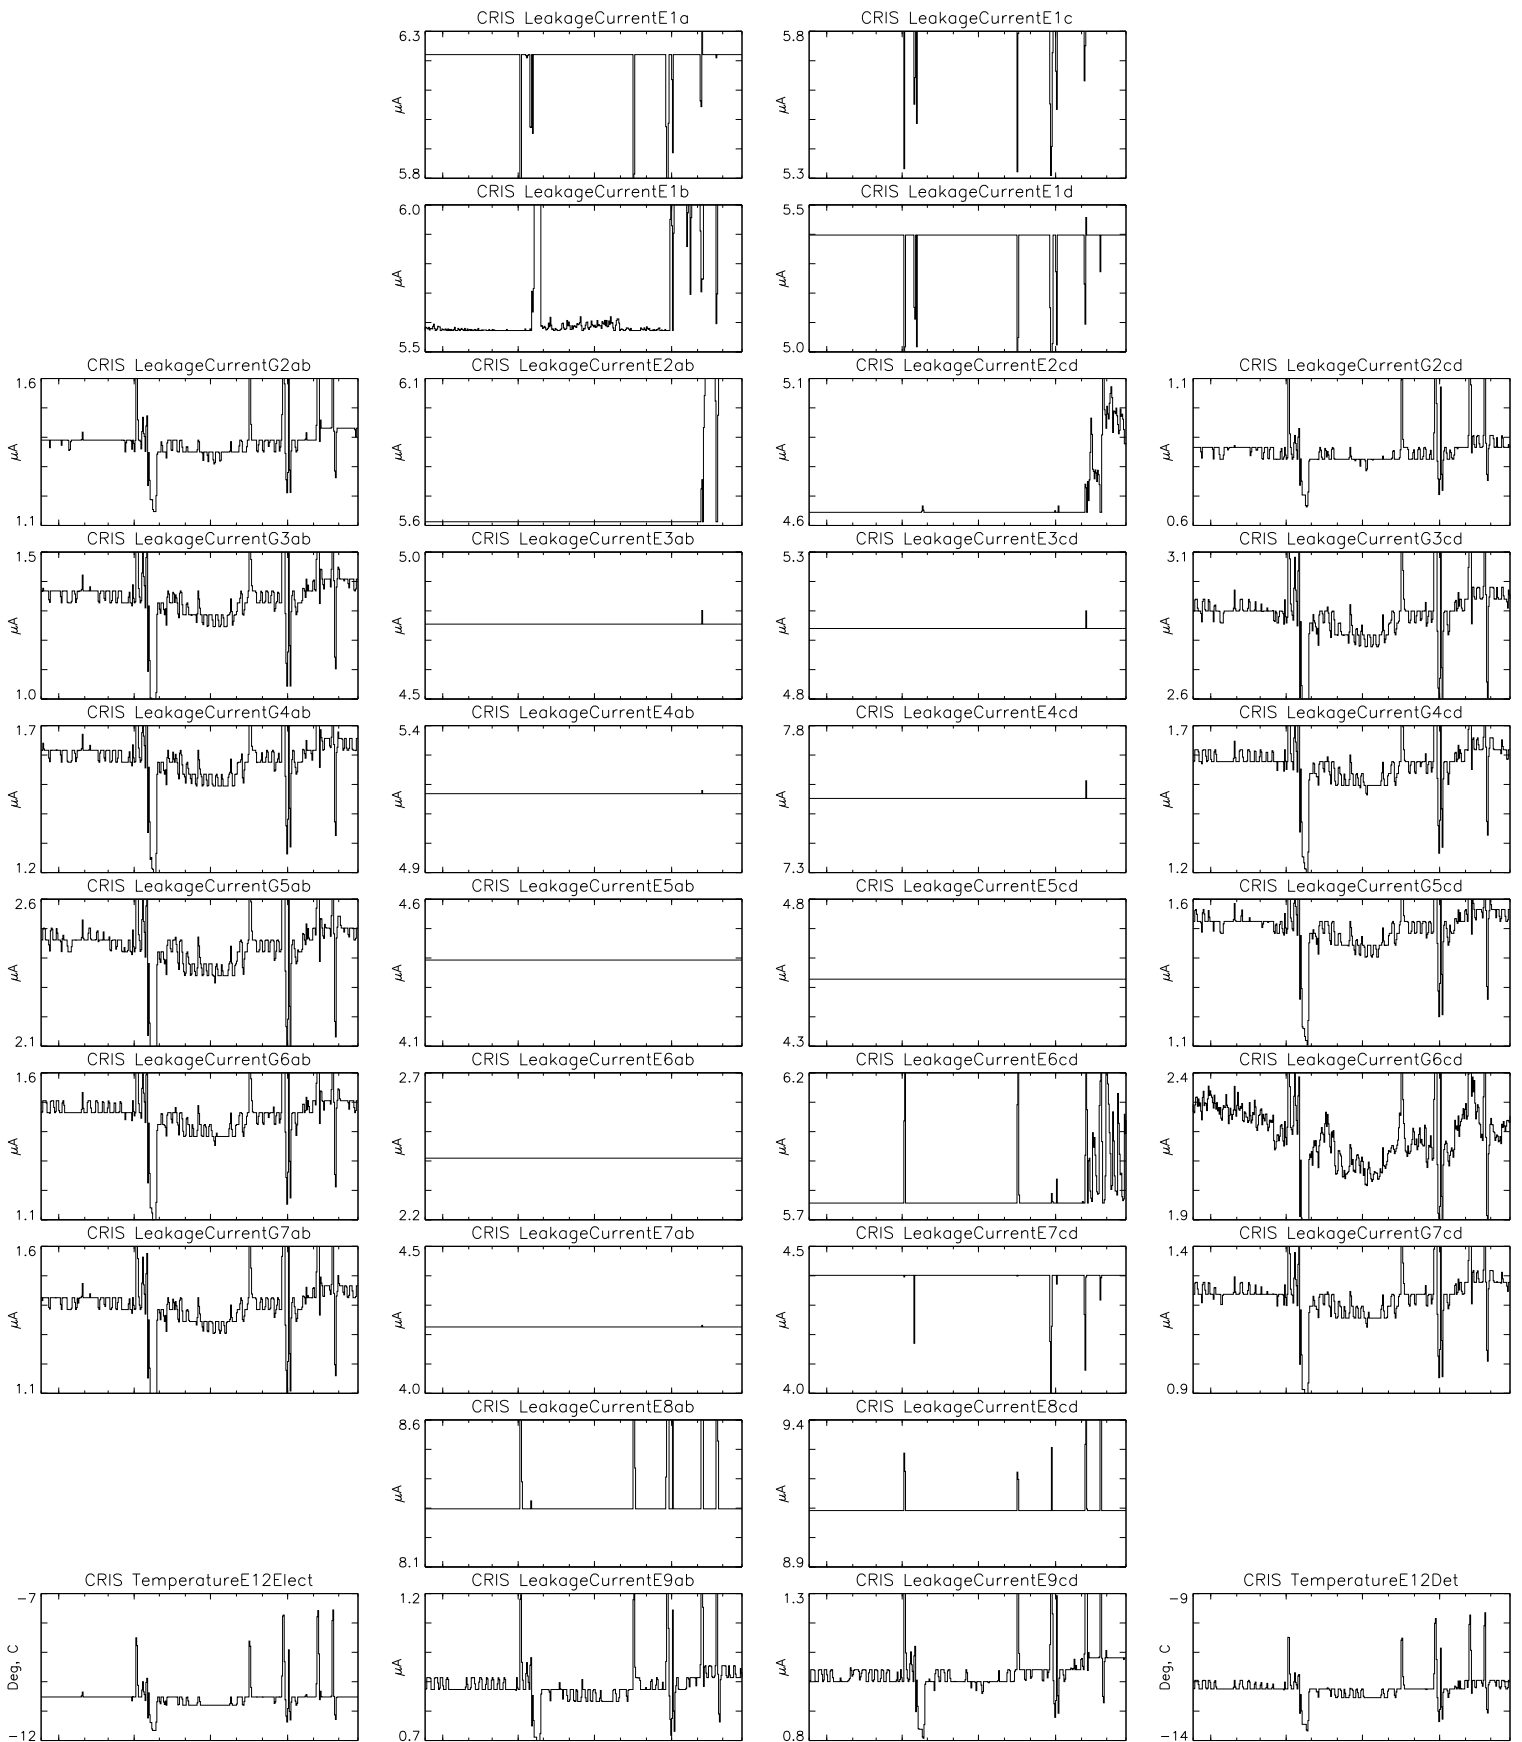 CRIS LeakageCurrentE1a CRIS LeakageCurrentE1c
6.3 5.8
μA μA
5.8 5.3
CRIS LeakageCurrentE1b CRIS LeakageCurrentE1d
6.0 5.5
μA μA
5.5 5.0
CRIS LeakageCurrentG2ab CRIS LeakageCurrentE2ab CRIS LeakageCurrentE2cd CRIS LeakageCurrentG2cd
1.6 6.1 5.1 1.1
μA μA μA μA
1.1 5.6 4.6 0.6
CRIS LeakageCurrentG3ab CRIS LeakageCurrentE3ab CRIS LeakageCurrentE3cd CRIS LeakageCurrentG3cd
1.5 5.0 5.3 3.1
μA μA μA μA
1.0 4.5 4.8 2.6
CRIS LeakageCurrentG4ab CRIS LeakageCurrentE4ab CRIS LeakageCurrentE4cd CRIS LeakageCurrentG4cd
1.7 5.4 7.8 1.7
μA μA μA μA
1.2 4.9 7.3 1.2
CRIS LeakageCurrentG5ab CRIS LeakageCurrentE5ab CRIS LeakageCurrentE5cd CRIS LeakageCurrentG5cd
2.6 4.6 4.8 1.6
μA μA μA μA
2.1 4.1 4.3 1.1
CRIS LeakageCurrentG6ab CRIS LeakageCurrentE6ab CRIS LeakageCurrentE6cd CRIS LeakageCurrentG6cd
1.6 2.7 6.2 2.4
μA μA μA μA
1.1 2.2 5.7 1.9
CRIS LeakageCurrentG7ab CRIS LeakageCurrentE7ab CRIS LeakageCurrentE7cd CRIS LeakageCurrentG7cd
1.6 4.5 4.5 1.4
μA μA μA μA
1.1 4.0 4.0 0.9
CRIS LeakageCurrentE8ab CRIS LeakageCurrentE8cd
8.6 9.4
μA μA
8.1 8.9
CRIS TemperatureE12Elect CRIS LeakageCurrentE9ab CRIS LeakageCurrentE9cd CRIS TemperatureE12Det
-7 1.2 1.3 -9
Deg, C μA μA Deg, C
-12 0.7 0.8 -14